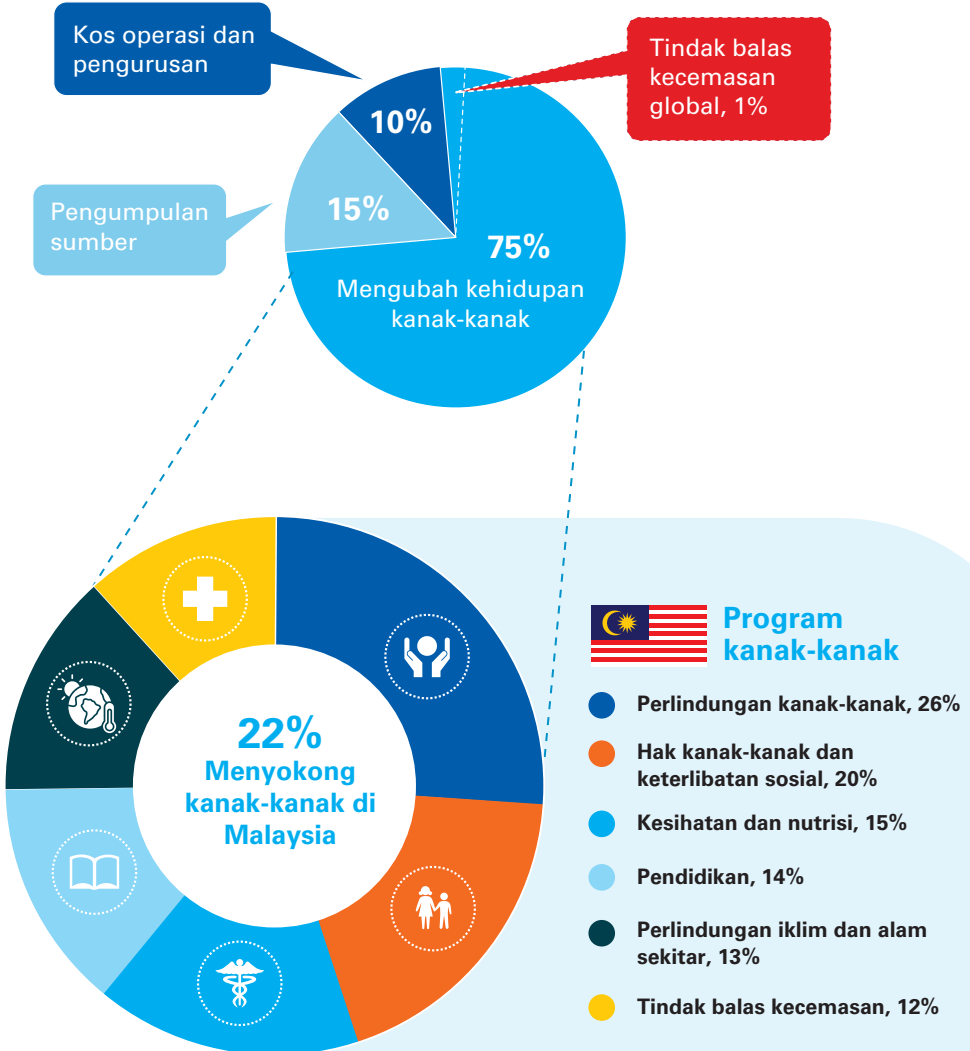 Kos operasi dan
pengurusan
Tindak balas
kecemasan
global, 1%
10%
Pengumpulan
sumber
15%
75%
Mengubah kehidupan
kanak-kanak
22%
Menyokong
kanak-kanak di
Malaysia
Program
kanak-kanak
Perlindungan kanak-kanak, 26%
Hak kanak-kanak dan
keterlibatan sosial, 20%
Kesihatan dan nutrisi, 15%
Pendidikan, 14%
Perlindungan iklim dan alam
sekitar, 13%
Tindak balas kecemasan, 12%